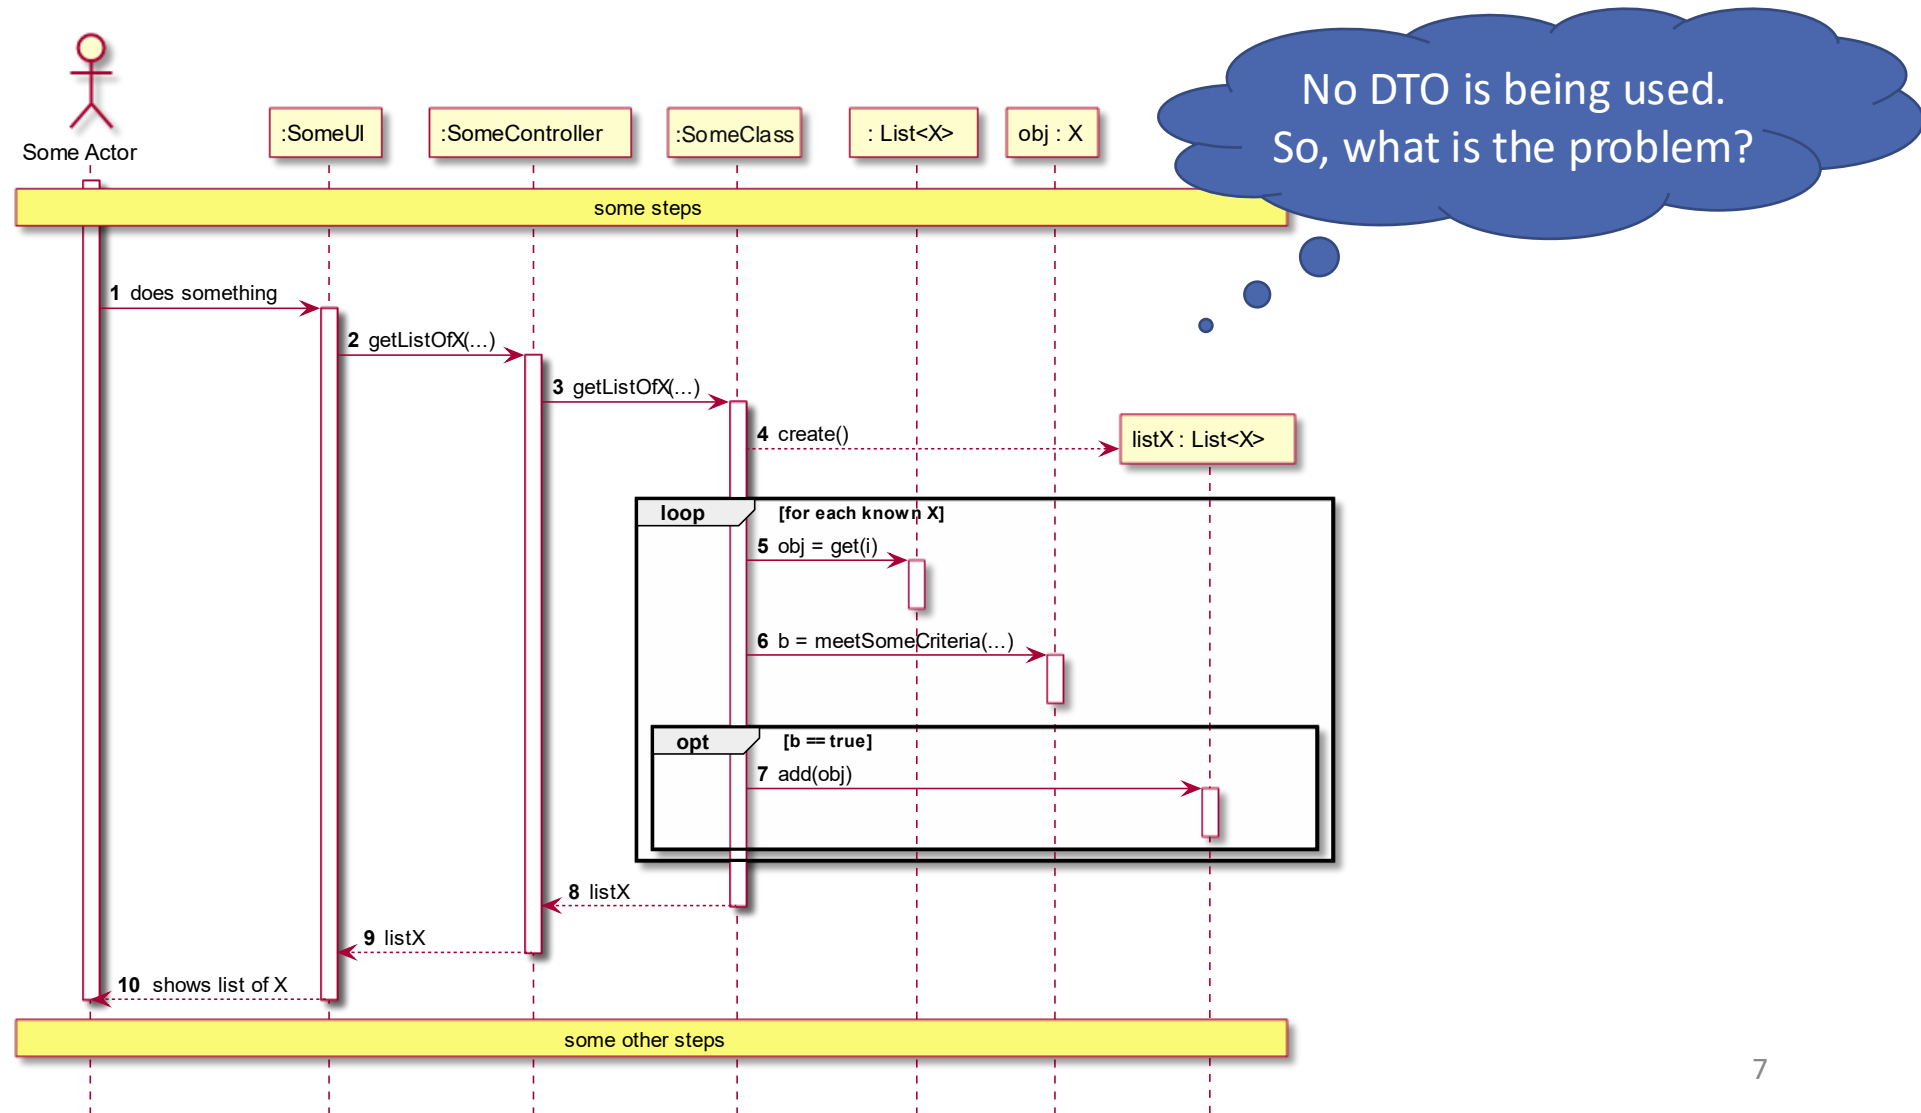 No DTO is being used.
So, what is the problem?
Some Actor
:SomeUI
:SomeController
:SomeClass
: List<X>
obj : X
some steps
1 does something
2 getListOfX(...)
3 getListOfX(...)
4 create()
listX : List<X>
loop [for each known X]
5 obj = get(i)
6 b = meetSomeCriteria(...)
opt [b == true]
7 add(obj)
8 listX
9 listX
10 shows list of X
some other steps
7